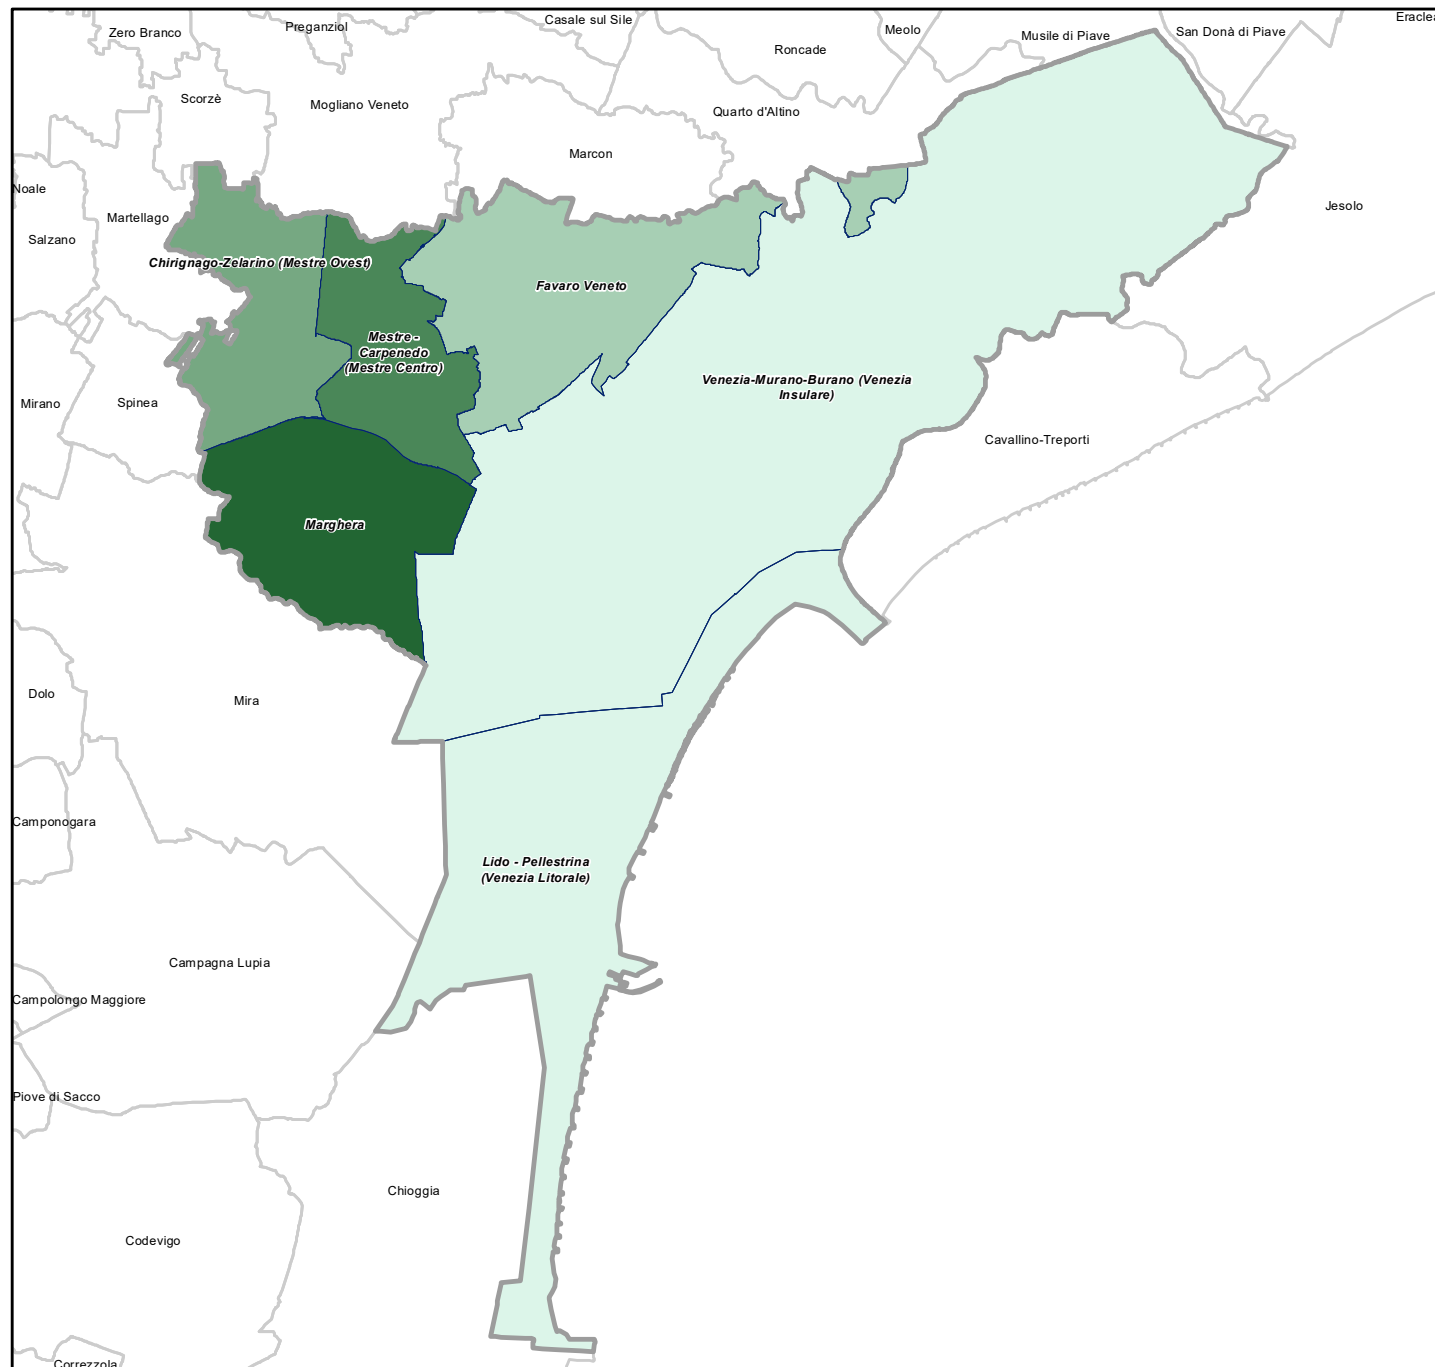 Casale sul Sile
Eraclea
Preganziol
Meolo
Zero Branco
San Donà di Piave
Musile di Piave
Roncade
Scorzè
Mogliano Veneto
Quarto d'Altino
Marcon
Noale
Martellago
Jesolo
Salzano
Chirignago-Zelarino (Mestre Ovest)
Favaro Veneto
Mestre -
Carpenedo
(Mestre Centro)
Venezia-Murano-Burano (Venezia
Insulare)
Mirano
Spinea
Cavallino-Treporti
Marghera
Dolo
Mira
Camponogara
Lido - Pellestrina
(Venezia Litorale)
Campagna Lupia
Campolongo Maggiore
Piove di Sacco
Chioggia
Codevigo
Correzzola